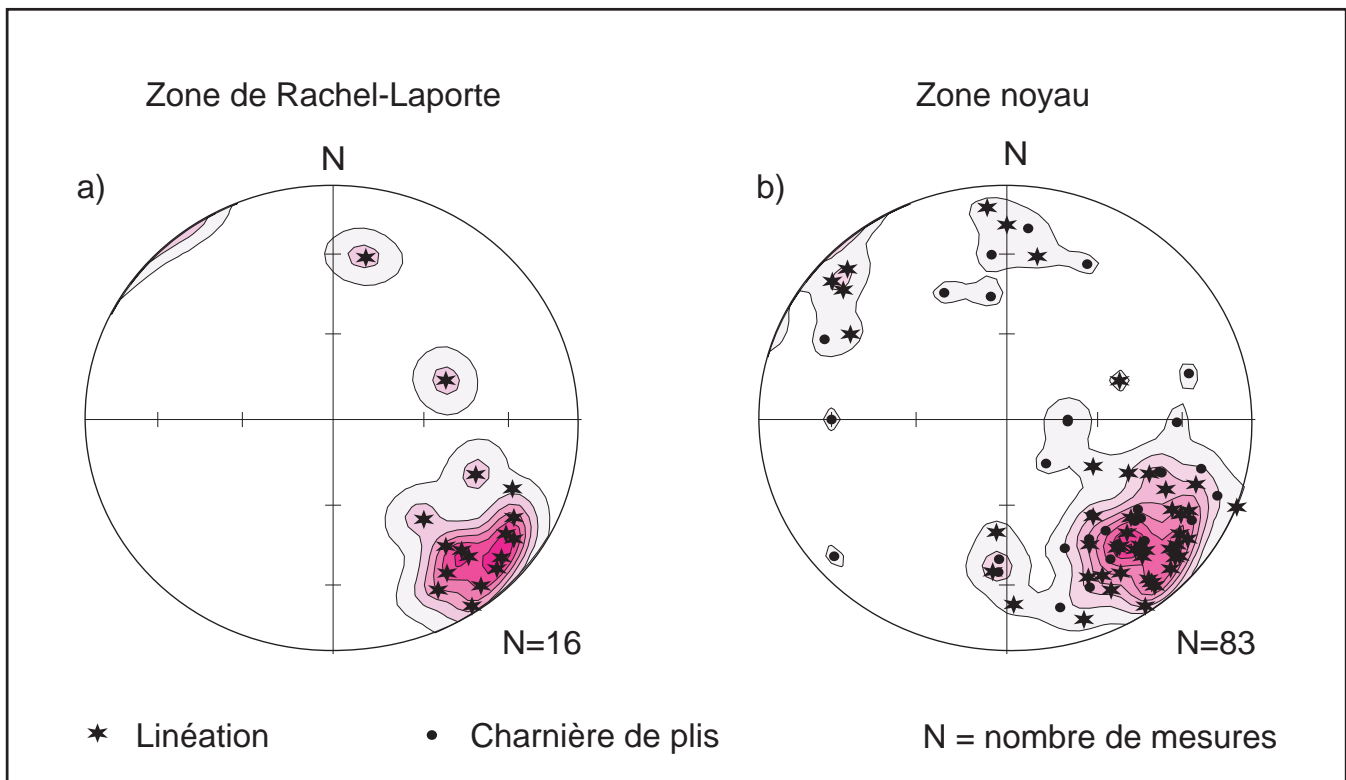 Zone de Rachel-Laporte
Zone noyau
N
a)
N=16
N
b)
N=83
Linéation
Charnière de plis
N = nombre de mesures